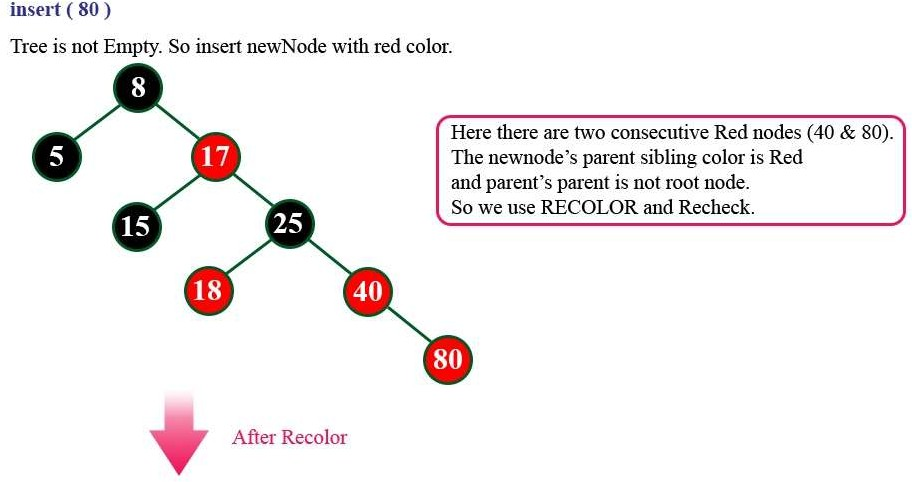 insert ( 80 )
Tree is not Empty. So insert newNode with red color.
8
Here there are two consecutive Red nodes (40 & 80).
5
17
The newnode’s parent sibling color is Red
and parent’s parent is not root node.
So we use RECOLOR and Recheck.
15
25
18
40
80
After Recolor